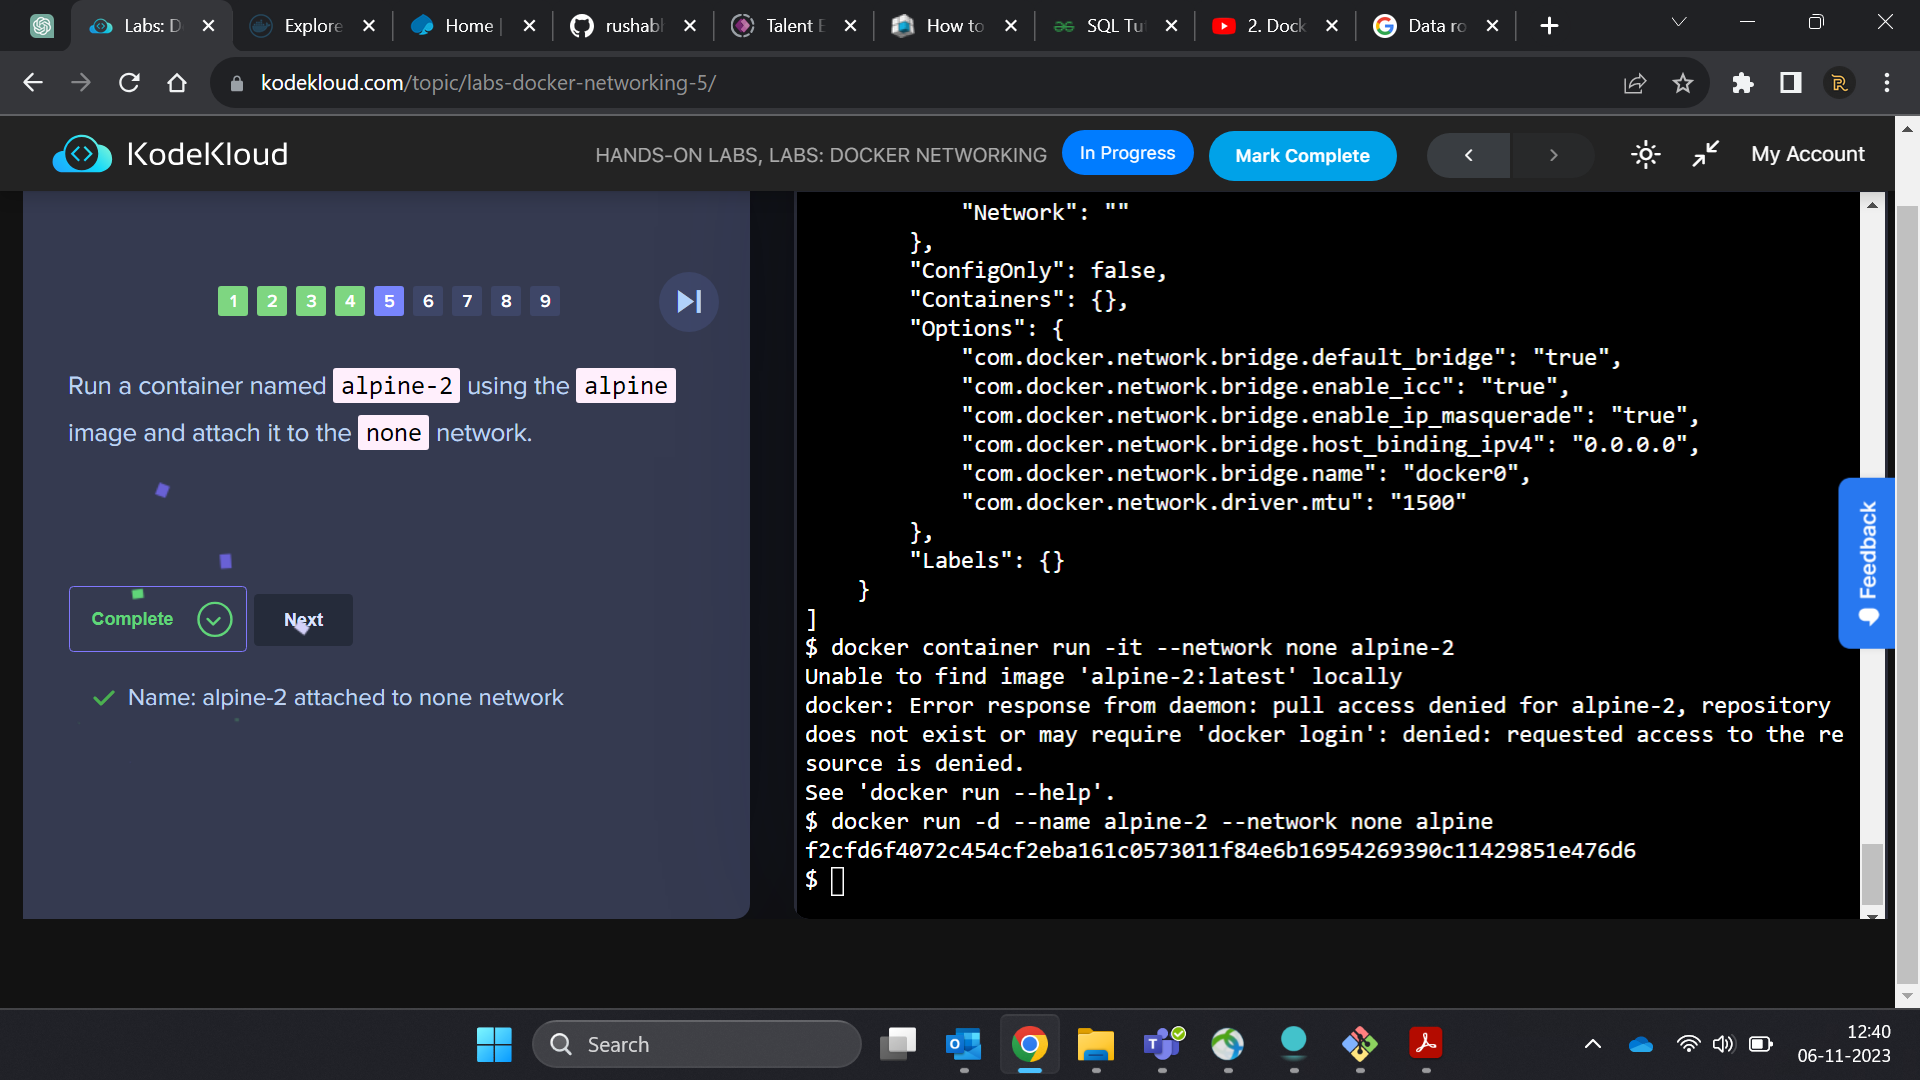 Labs: D
Explore
Home |
rushabh
Talent E
How to
SQL Tu
2. Dock
Data ro
kodekloud.com/topic/labs-docker-networking-5/
KodeKloud
HANDS-ON LABS, LABS: DOCKER NETWORKING
In Progress
Mark Complete
My Account
1 2 3 4 5 6 7 8 9
Run a container named alpine-2 using the alpine
image and attach it to the none network.
Complete
Next
Name: alpine-2 attached to none network
"Network": ""
},
"ConfigOnly": false,
"Containers": {},
"Options": {
"com.docker.network.bridge.default_bridge": "true",
"com.docker.network.bridge.enable_icc": "true",
"com.docker.network.bridge.enable_ip_masquerade": "true",
"com.docker.network.bridge.host_binding_ipv4": "0.0.0.0",
"com.docker.network.bridge.name": "docker0",
"com.docker.network.driver.mtu": "1500"
},
"Labels": {}
}
]
$ docker container run -it --network none alpine-2
Unable to find image 'alpine-2:latest' locally
docker: Error response from daemon: pull access denied for alpine-2, repository
does not exist or may require 'docker login': denied: requested access to the re
source is denied.
See 'docker run --help'.
$ docker run -d --name alpine-2 --network none alpine
f2cfd6f4072c454cf2eba161c0573011f84e6b16954269390c11429851e476d6
$
Feedback
Search
12:40
06-11-2023